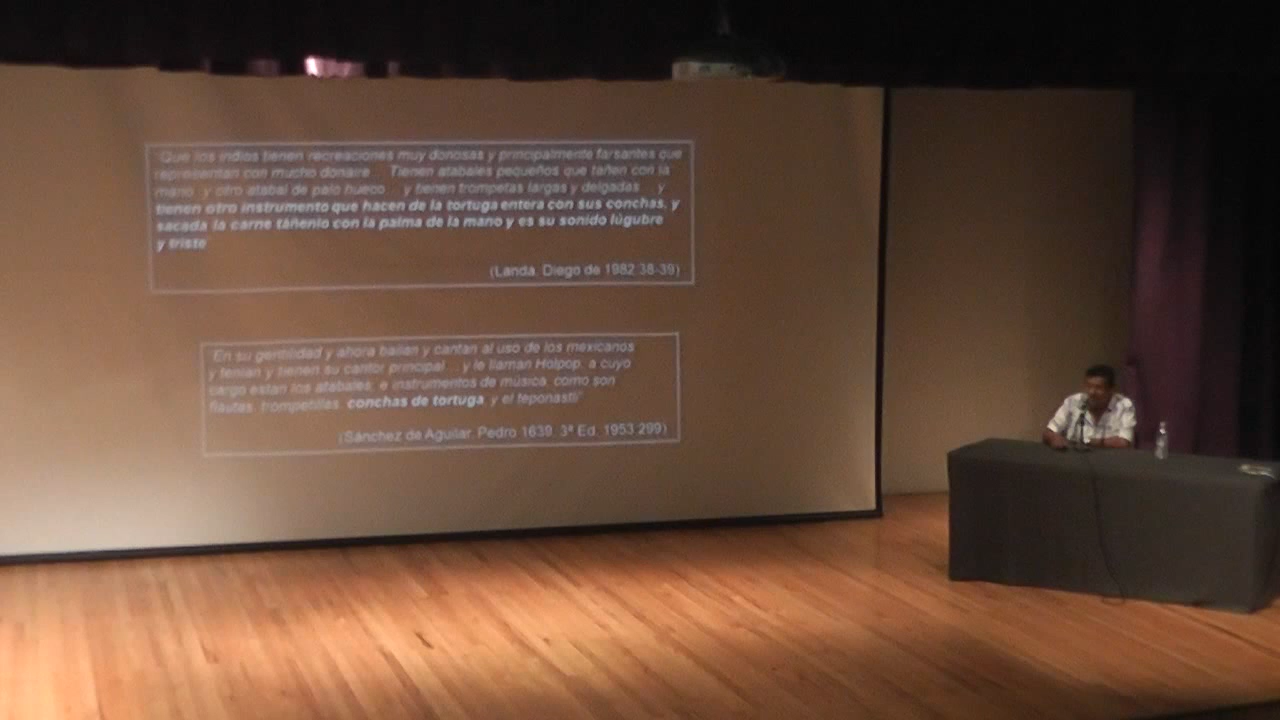 "Que los indios tienen recreaciones muy donosas y principalmente farsantes que
representan con mucho donaire... Tienen atabales pequeños que tañen con la
mano, y otro atabal de palo hueco... y tienen trompetas largas y delgadas... y
tienen otro instrumento que hacen de la tortuga entera con sus conchas, y
sacada la carne táñenlo con la palma de la mano y es su sonido lúgubre
y triste"
(Landa, Diego de 1982:38-39)
"En su gentilidad y ahora bailan y cantan al uso de los mexicanos
y tenían y tienen su cantor principal... y le llaman Holpop, a cuyo
cargo están los atabales, e instrumentos de música, como son
flautas, trompetillas, conchas de tortuga, y el teponastli"
(Sánchez de Aguilar, Pedro 1639, 3ª Ed. 1953:299)